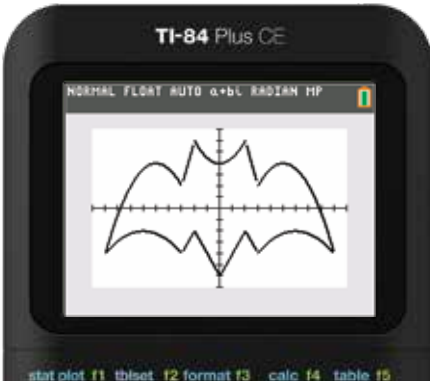 TI-84 Plus CE
NORMAL FLOAT AUTO a+bi RADIAN MP
stat plot f1 tblset f2 format f3 calc f4 table f5